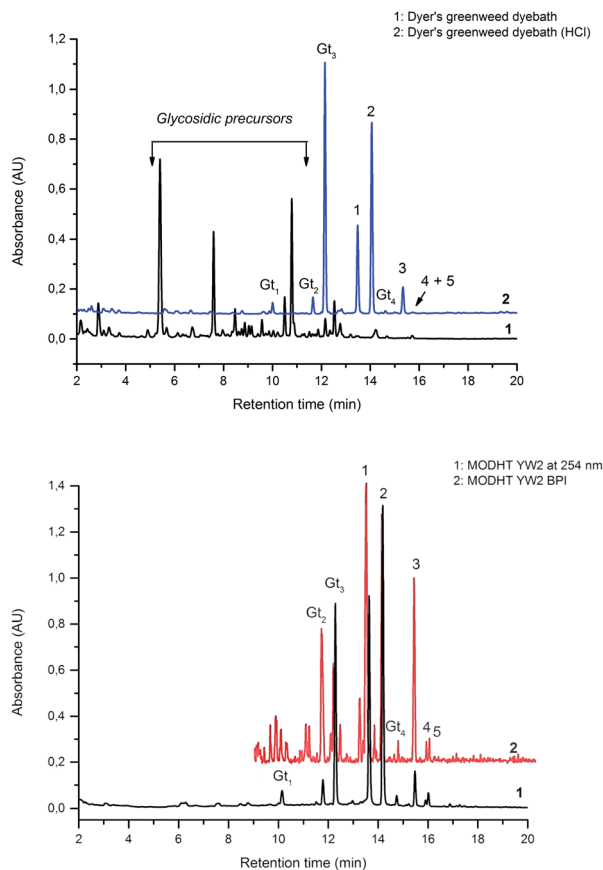 1: Dyer's greenweed dyebath
2: Dyer's greenweed dyebath (HCl)
1,2
1,0
0,8
0,6
0,4
0,2
0,0
Absorbance (AU)
Glycosidic precursors
Gt3
2
1
3
4 + 5
Gt1
Gt2
Gt4
2
1
2 4 6 8 10 12 14 16 18 20
Retention time (min)
1: MODHT YW2 at 254 nm
2: MODHT YW2 BPI
1,4
1,2
1,0
0,8
0,6
0,4
0,2
0,0
Absorbance (AU)
1
2
3
Gt3
Gt2
Gt4
4 5
2
Gt1
1
2 4 6 8 10 12 14 16 18 20
Retention time (min)